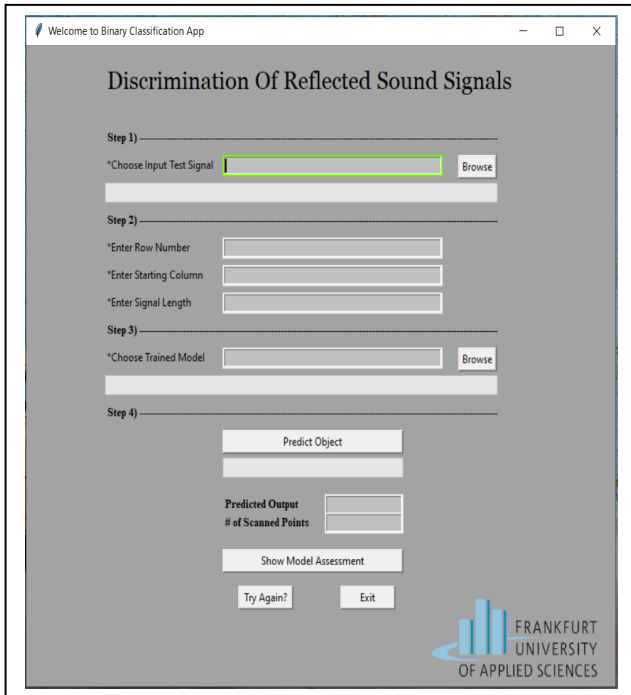 Welcome to Binary Classification App
Discrimination Of Reflected Sound Signals
Step 1) ----------------------------------------
*Choose Input Test Signal
Browse
Step 2) ----------------------------------------
*Enter Row Number
*Enter Starting Column
*Enter Signal Length
Step 3) ----------------------------------------
*Choose Trained Model
Browse
Step 4) ----------------------------------------
Predict Object
Predicted Output
# of Scanned Points
Show Model Assessment
Try Again? Exit
FRANKFURT
UNIVERSITY
OF APPLIED SCIENCES